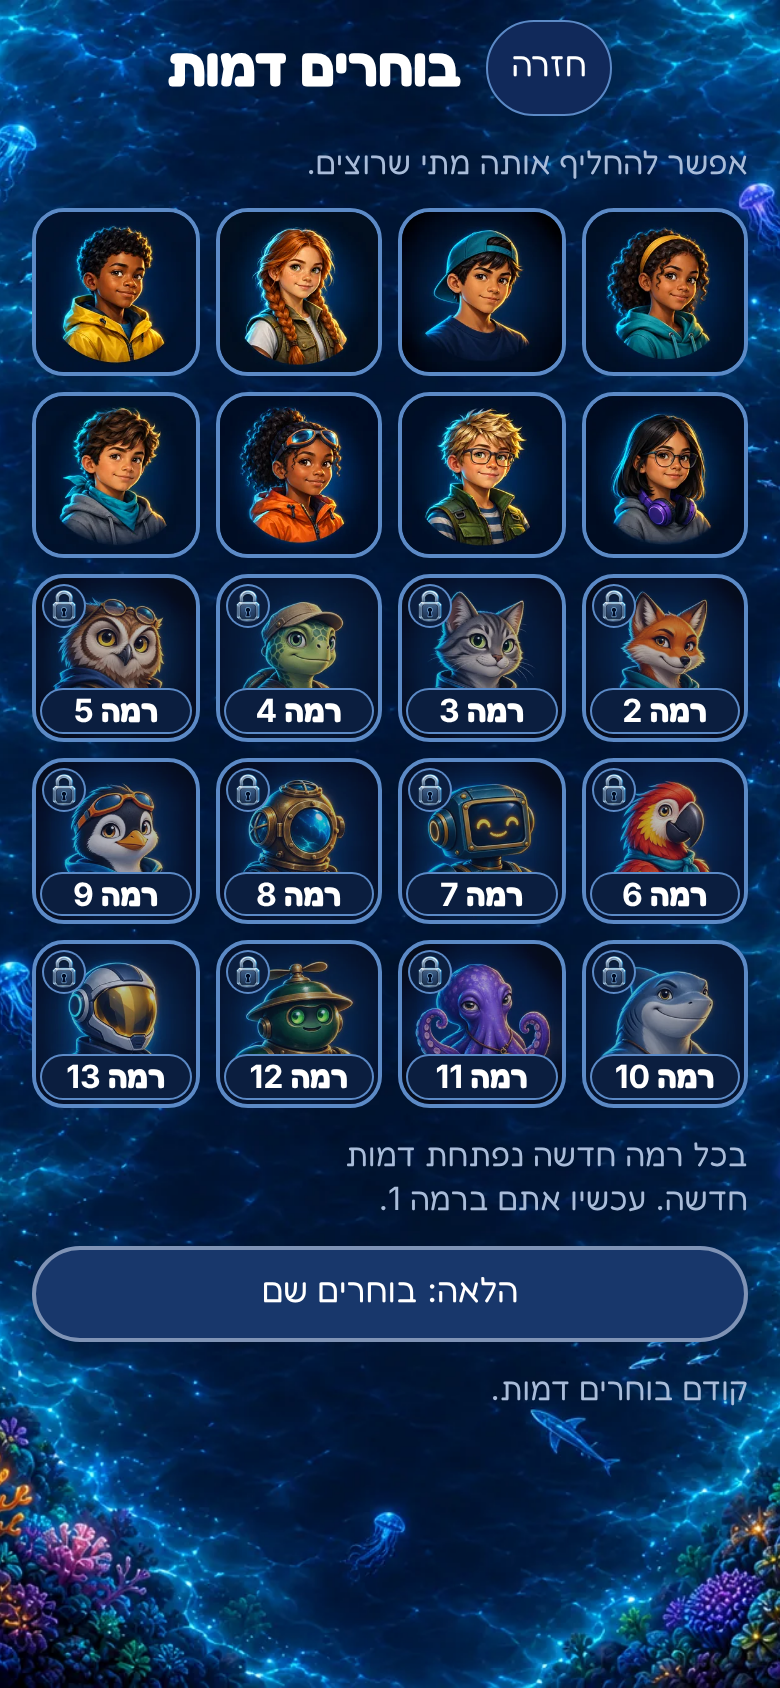 חזרה
בוחרים דמות
אפשר להחליף אותה מתי שרוצים.
רמה 2
רמה 3
רמה 4
רמה 5
רמה 6
רמה 7
רמה 8
רמה 9
רמה 10
רמה 11
רמה 12
רמה 13
בכל רמה חדשה נפתחת דמות
חדשה. עכשיו אתם ברמה 1.
הלאה: בוחרים שם
קודם בוחרים דמות.